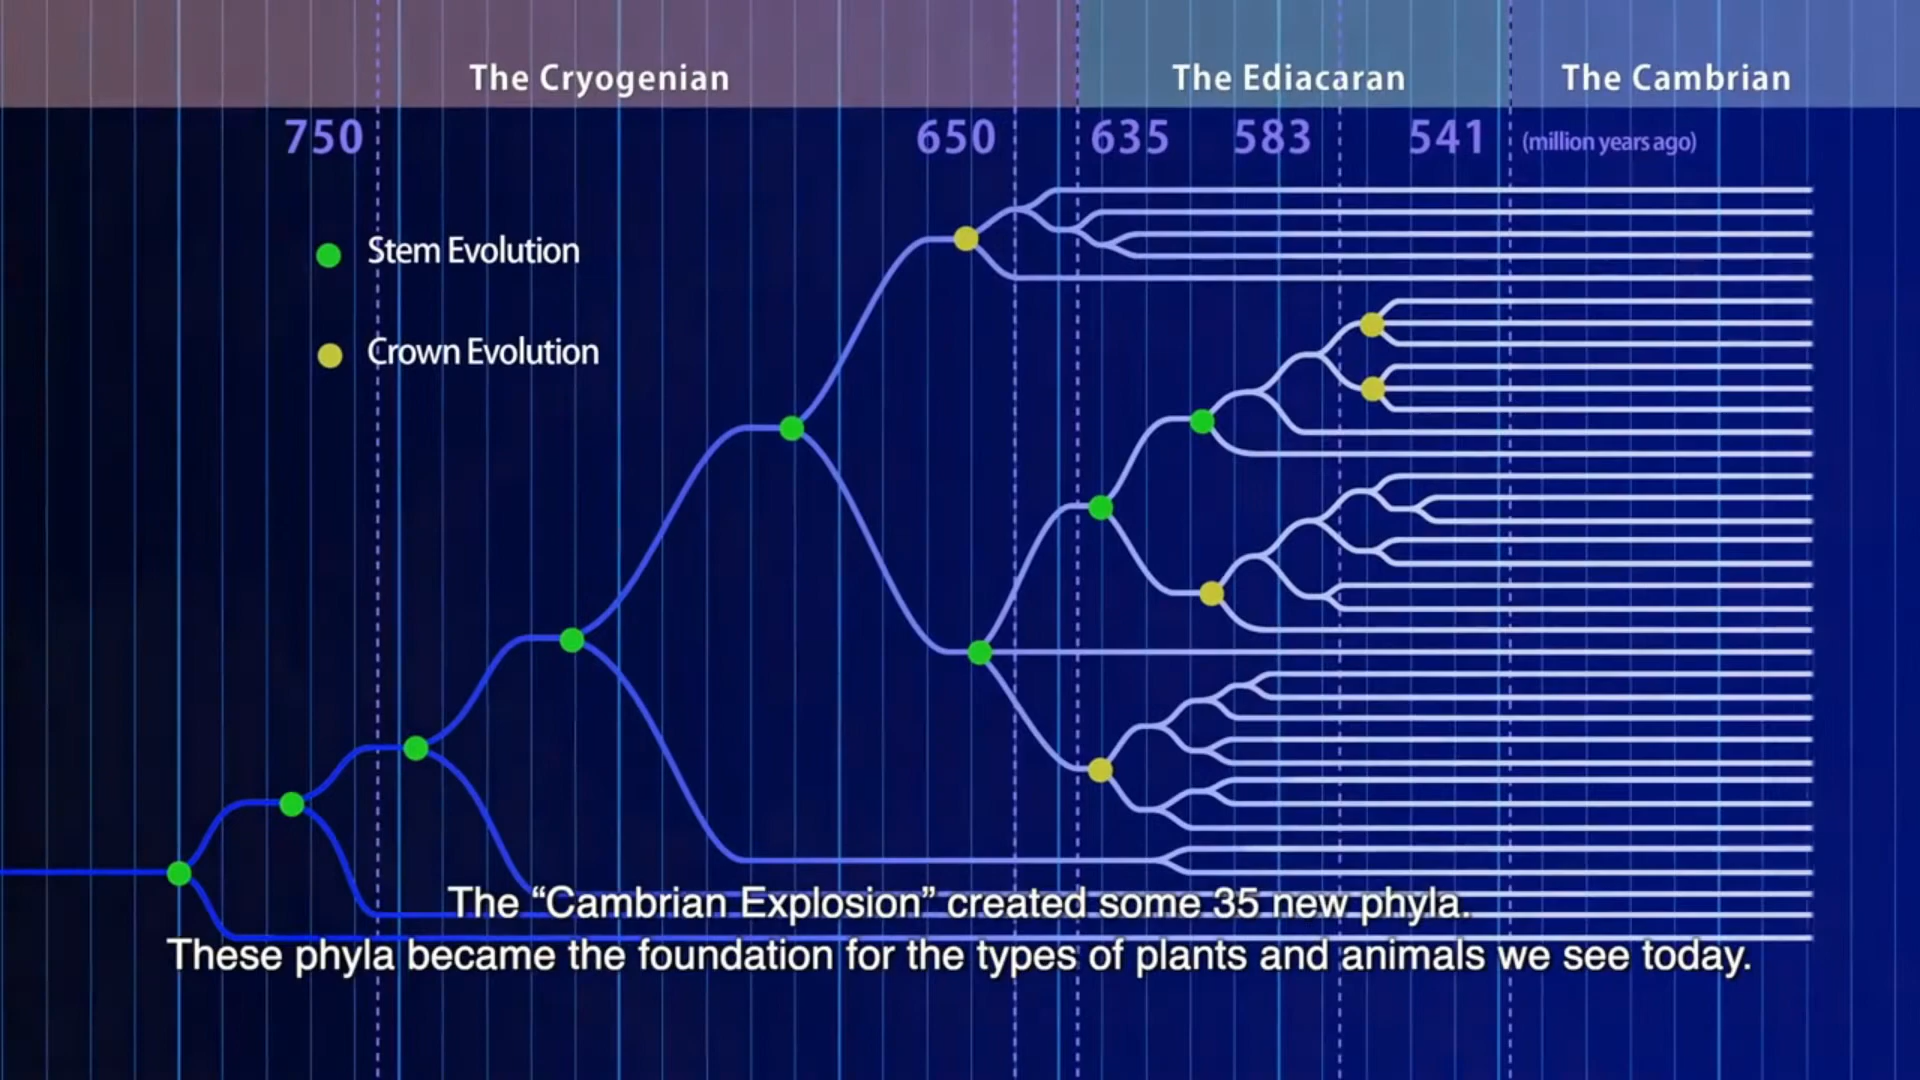 The Cryogenian The Ediacaran The Cambrian
750 650 635 583 541 (million years ago)
Stem Evolution
Crown Evolution
The “Cambrian Explosion” created some 35 new phyla.
These phyla became the foundation for the types of plants and animals we see today.